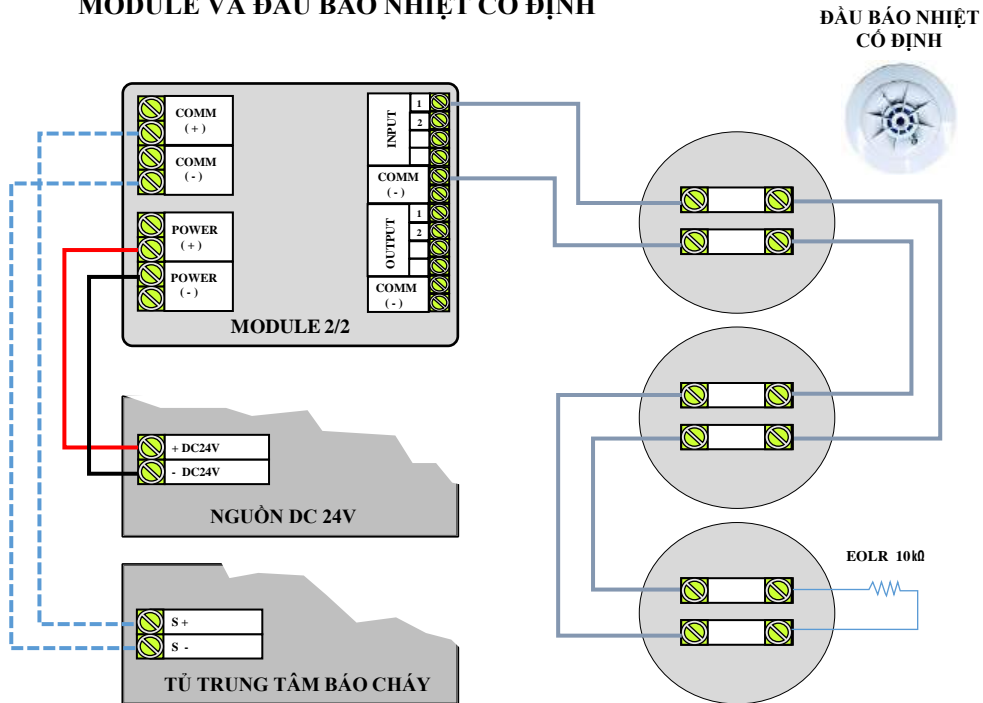 MODULE VÀ ĐẦU BÁO NHIỆT CỐ ĐỊNH
ĐẦU BÁO NHIỆT
CỐ ĐỊNH
COMM
( + )
COMM
( - )
POWER
( + )
POWER
( - )
INPUT
1
2
COMM
( - )
OUTPUT
1
2
COMM
( - )
MODULE 2/2
+ DC24V
- DC24V
NGUỒN DC 24V
S +
S -
TỦ TRUNG TÂM BÁO CHÁY
EOLR 10kΩ